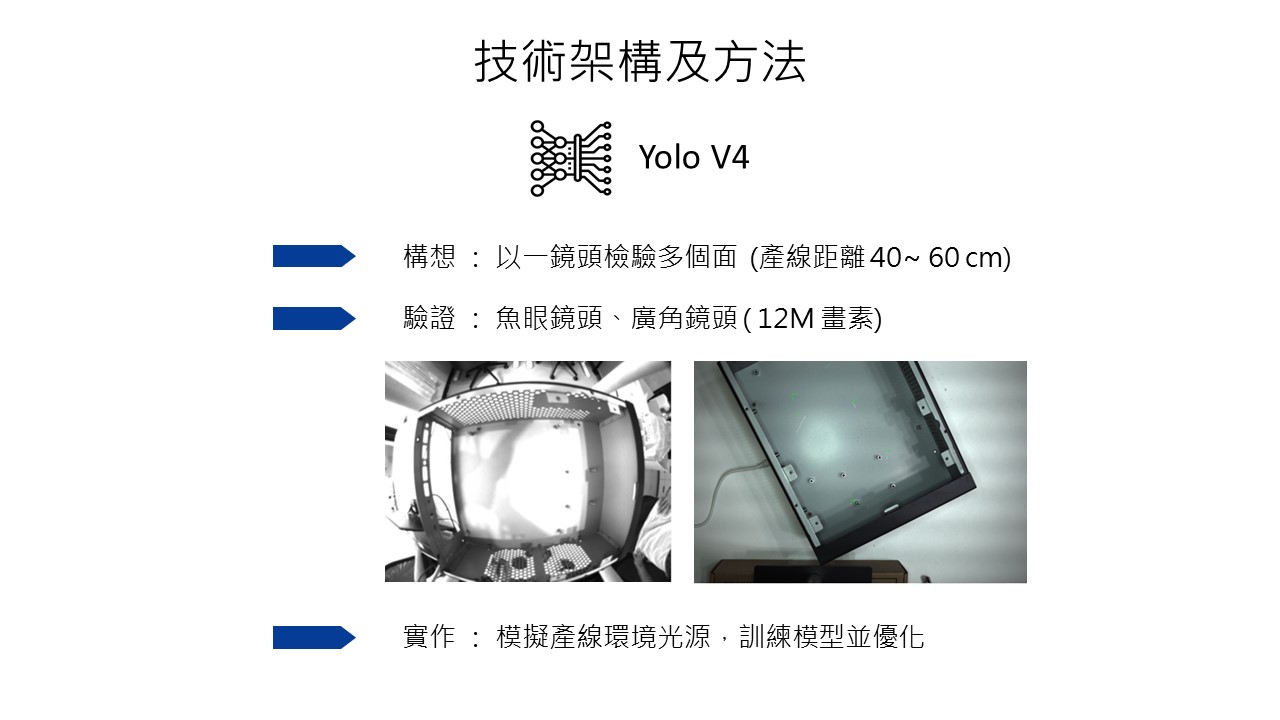 技術架構及方法
Yolo V4
構想 ： 以一鏡頭檢驗多個面 (產線距離 40~ 60 cm)
驗證 ： 魚眼鏡頭、廣角鏡頭 ( 12M 畫素)
實作 ： 模擬產線環境光源，訓練模型並優化